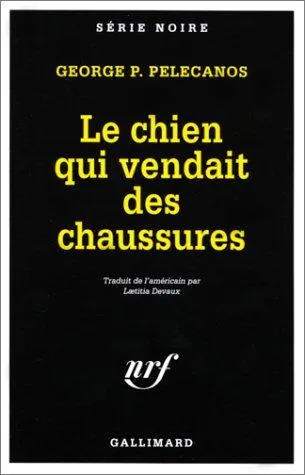 SÉRIE NOIRE
GEORGE P. PELECANOS
Le chien
qui vendait
des
chaussures
Traduit de l'américain par
Lætitia Devaux
nrf
GALLIMARD